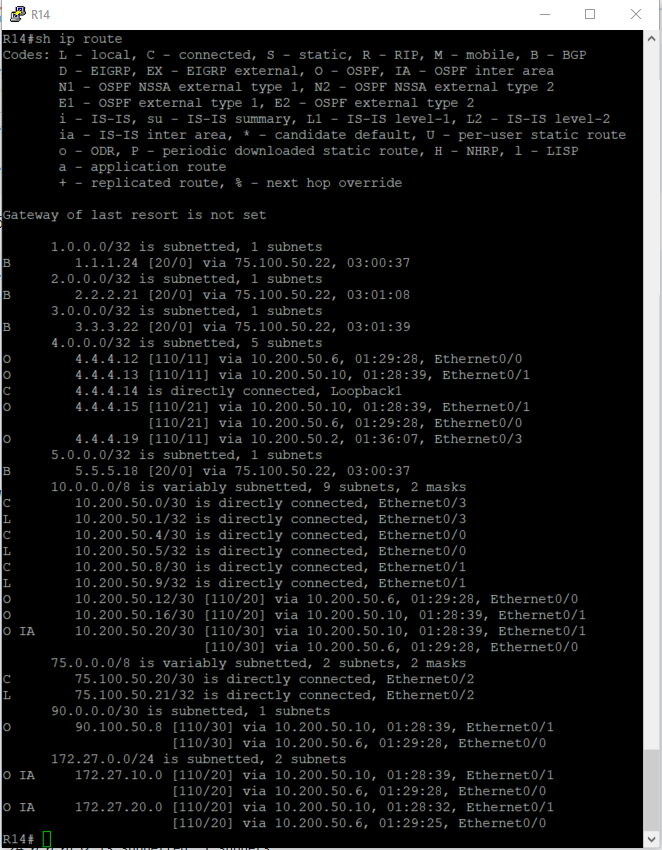 R14
R14#sh ip route
Codes: L - local, C - connected, S - static, R - RIP, M - mobile, B - BGP
       D - EIGRP, EX - EIGRP external, O - OSPF, IA - OSPF inter area
       N1 - OSPF NSSA external type 1, N2 - OSPF NSSA external type 2
       E1 - OSPF external type 1, E2 - OSPF external type 2
       i - IS-IS, su - IS-IS summary, L1 - IS-IS level-1, L2 - IS-IS level-2
       ia - IS-IS inter area, * - candidate default, U - per-user static route
       o - ODR, P - periodic downloaded static route, H - NHRP, l - LISP
       a - application route
       + - replicated route, % - next hop override
Gateway of last resort is not set
      1.0.0.0/32 is subnetted, 1 subnets
B        1.1.1.24 [20/0] via 75.100.50.22, 03:00:37
      2.0.0.0/32 is subnetted, 1 subnets
B        2.2.2.21 [20/0] via 75.100.50.22, 03:01:08
      3.0.0.0/32 is subnetted, 1 subnets
B        3.3.3.22 [20/0] via 75.100.50.22, 03:01:39
      4.0.0.0/32 is subnetted, 5 subnets
O        4.4.4.12 [110/11] via 10.200.50.6, 01:29:28, Ethernet0/0
O        4.4.4.13 [110/11] via 10.200.50.10, 01:28:39, Ethernet0/1
C        4.4.4.14 is directly connected, Loopback1
O        4.4.4.15 [110/21] via 10.200.50.10, 01:28:39, Ethernet0/1
                  [110/21] via 10.200.50.6, 01:29:28, Ethernet0/0
O        4.4.4.19 [110/11] via 10.200.50.2, 01:36:07, Ethernet0/3
      5.0.0.0/32 is subnetted, 1 subnets
B        5.5.5.18 [20/0] via 75.100.50.22, 03:00:37
      10.0.0.0/8 is variably subnetted, 9 subnets, 2 masks
C        10.200.50.0/30 is directly connected, Ethernet0/3
L        10.200.50.1/32 is directly connected, Ethernet0/3
C        10.200.50.4/30 is directly connected, Ethernet0/0
L        10.200.50.5/32 is directly connected, Ethernet0/0
C        10.200.50.8/30 is directly connected, Ethernet0/1
L        10.200.50.9/32 is directly connected, Ethernet0/1
O        10.200.50.12/30 [110/20] via 10.200.50.6, 01:29:28, Ethernet0/0
O        10.200.50.16/30 [110/20] via 10.200.50.10, 01:28:39, Ethernet0/1
O IA     10.200.50.20/30 [110/30] via 10.200.50.10, 01:28:39, Ethernet0/1
                         [110/30] via 10.200.50.6, 01:29:28, Ethernet0/0
      75.0.0.0/8 is variably subnetted, 2 subnets, 2 masks
C        75.100.50.20/30 is directly connected, Ethernet0/2
L        75.100.50.21/32 is directly connected, Ethernet0/2
      90.0.0.0/30 is subnetted, 1 subnets
O        90.100.50.8 [110/30] via 10.200.50.10, 01:28:39, Ethernet0/1
                     [110/30] via 10.200.50.6, 01:29:28, Ethernet0/0
      172.27.0.0/24 is subnetted, 2 subnets
O IA     172.27.10.0 [110/20] via 10.200.50.10, 01:28:39, Ethernet0/1
                     [110/20] via 10.200.50.6, 01:29:28, Ethernet0/0
O IA     172.27.20.0 [110/20] via 10.200.50.10, 01:28:32, Ethernet0/1
                     [110/20] via 10.200.50.6, 01:29:25, Ethernet0/0
R14#